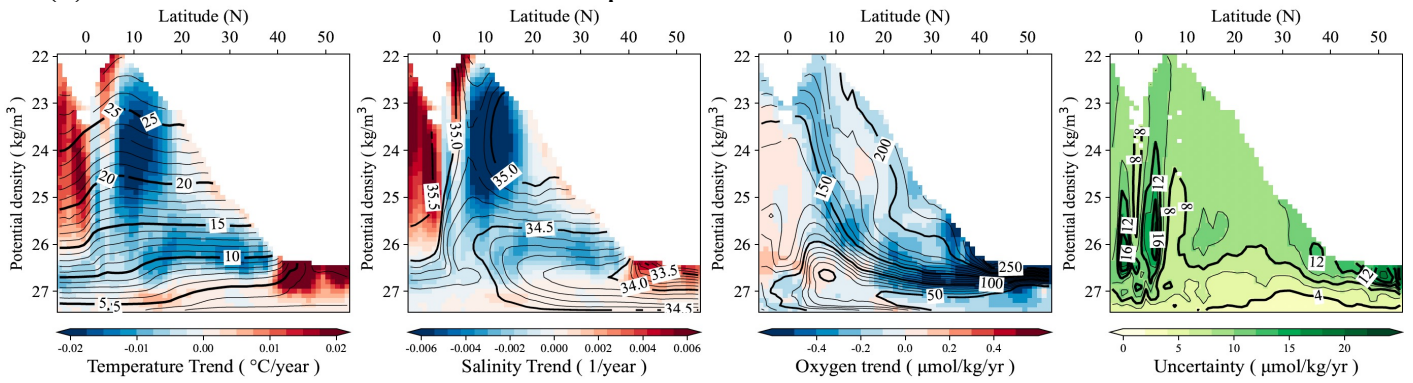 Latitude (N)
0 10 20 30 40 50
Potential density ( kg/m³ )
22
23
24
25
26
27
25
25
20
20
15
10
5.5
-0.02 -0.01 0.00 0.01 0.02
Temperature Trend ( °C/year )
Latitude (N)
0 10 20 30 40 50
Potential density ( kg/m³ )
22
23
24
25
26
27
35.0
35.0
35.5
34.5
33.5
34.0
34.5
-0.006 -0.004 -0.002 0.000 0.002 0.004 0.006
Salinity Trend ( 1/year )
Latitude (N)
0 10 20 30 40 50
Potential density ( kg/m³ )
22
23
24
25
26
27
200
150
250
100
50
-0.4 -0.2 0.0 0.2 0.4
Oxygen trend ( μmol/kg/yr )
Latitude (N)
0 10 20 30 40 50
Potential density ( kg/m³ )
22
23
24
25
26
27
8
8
12
8
8
12
16
16
12
12
4
0 5 10 15 20
Uncertainty ( μmol/kg/yr )